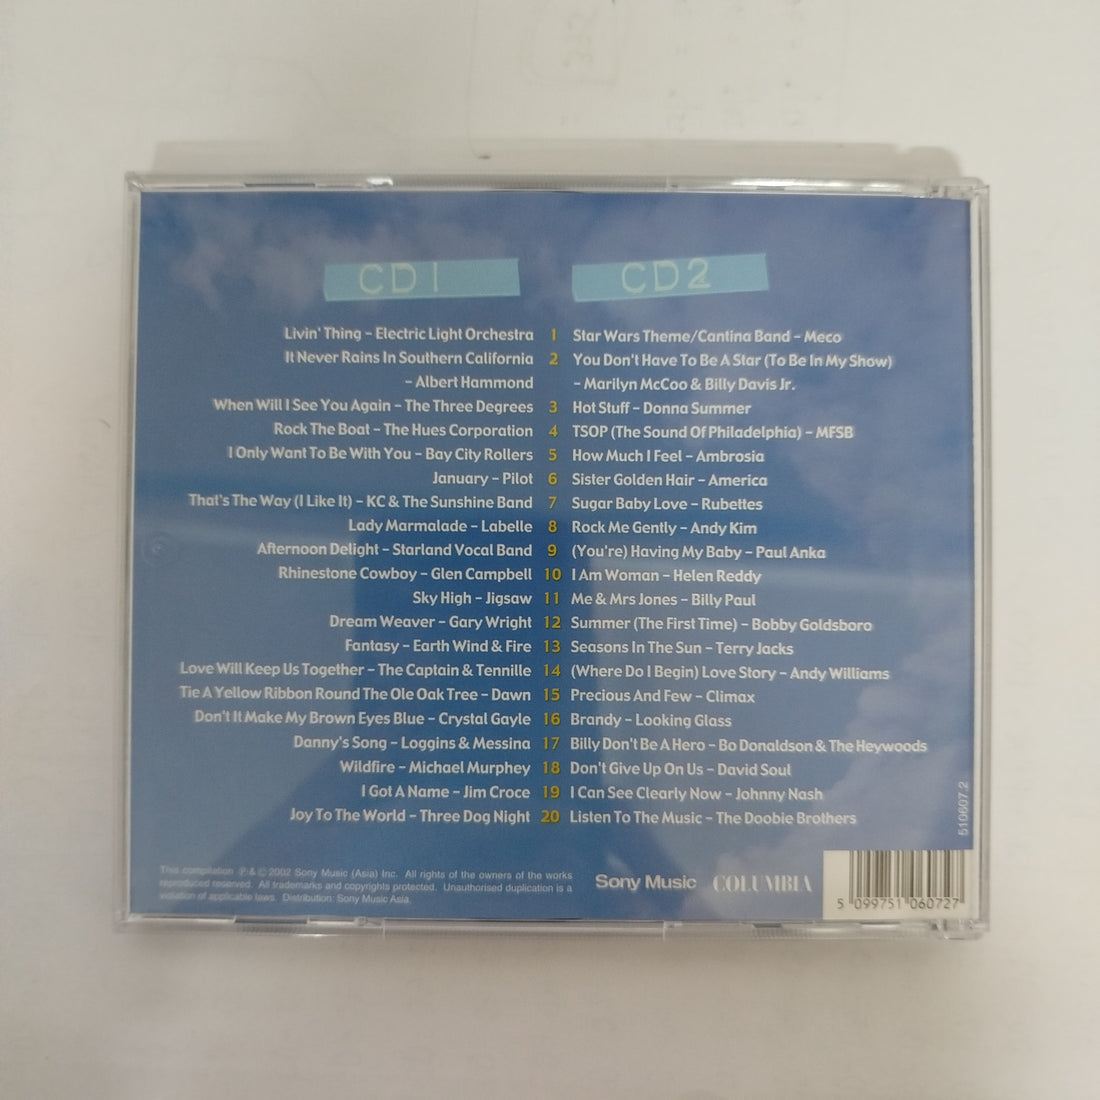 CD1
Livin' Thing – Electric Light Orchestra 1
It Never Rains In Southern California 2
– Albert Hammond
When Will I See You Again – The Three Degrees 3
Rock The Boat – The Hues Corporation 4
I Only Want To Be With You – Bay City Rollers 5
January – Pilot 6
That's The Way (I Like It) – KC & The Sunshine Band 7
Lady Marmalade – Labelle 8
Afternoon Delight – Starland Vocal Band 9
Rhinestone Cowboy – Glen Campbell 10
Sky High – Jigsaw 11
Dream Weaver – Gary Wright 12
Fantasy – Earth Wind & Fire 13
Love Will Keep Us Together – The Captain & Tennille 14
Tie A Yellow Ribbon Round The Ole Oak Tree – Dawn 15
Don't It Make My Brown Eyes Blue – Crystal Gayle 16
Danny's Song – Loggins & Messina 17
Wildfire – Michael Murphey 18
I Got A Name – Jim Croce 19
Joy To The World – Three Dog Night 20
CD2
Star Wars Theme/Cantina Band – Meco
You Don't Have To Be A Star (To Be In My Show)
– Marilyn McCoo & Billy Davis Jr.
Hot Stuff – Donna Summer
TSOP (The Sound Of Philadelphia) – MFSB
How Much I Feel – Ambrosia
Sister Golden Hair – America
Sugar Baby Love – Rubettes
Rock Me Gently – Andy Kim
(You're) Having My Baby – Paul Anka
I Am Woman – Helen Reddy
Me & Mrs Jones – Billy Paul
Summer (The First Time) – Bobby Goldsboro
Seasons In The Sun – Terry Jacks
(Where Do I Begin) Love Story – Andy Williams
Precious And Few – Climax
Brandy – Looking Glass
Billy Don't Be A Hero – Bo Donaldson & The Heywoods
Don't Give Up On Us – David Soul
I Can See Clearly Now – Johnny Nash
Listen To The Music – The Doobie Brothers
510607.2
This compilation ℗ & © 2002 Sony Music (Asia) Inc. All rights of the owners of the works
reproduced reserved. All trademarks and copyrights protected. Unauthorised duplication is a
violation of applicable laws. Distribution: Sony Music Asia.
Sony Music COLUMBIA
5 099751 060727